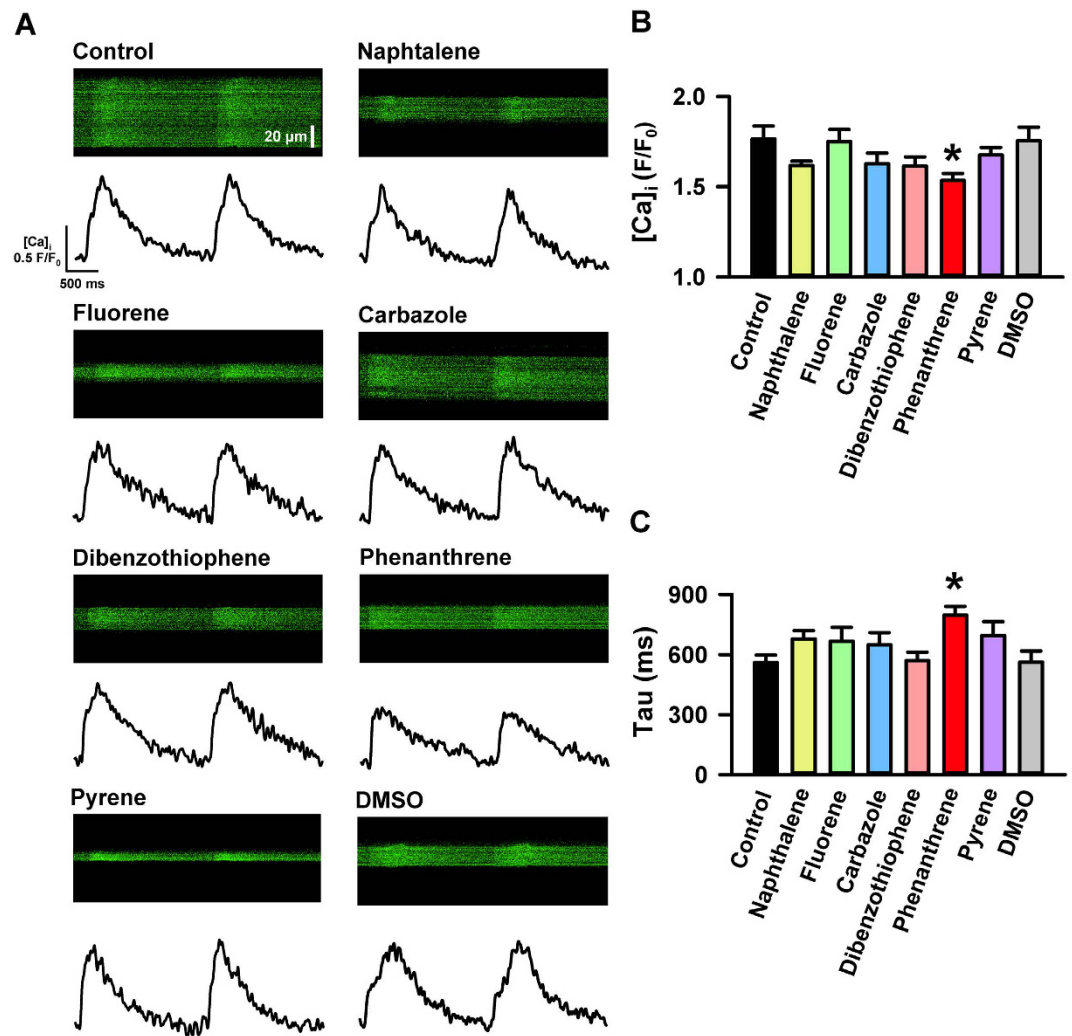 A
Control
Naphtalene
20 µm
[Ca]i
0.5 F/F0
500 ms
Fluorene
Carbazole
Dibenzothiophene
Phenanthrene
Pyrene
DMSO
B
[Ca]i (F/F0)
2.0
1.5
1.0
*
Control
Naphthalene
Fluorene
Carbazole
Dibenzothiophene
Phenanthrene
Pyrene
DMSO
C
Tau (ms)
900
600
300
0
*
Control
Naphthalene
Fluorene
Carbazole
Dibenzothiophene
Phenanthrene
Pyrene
DMSO